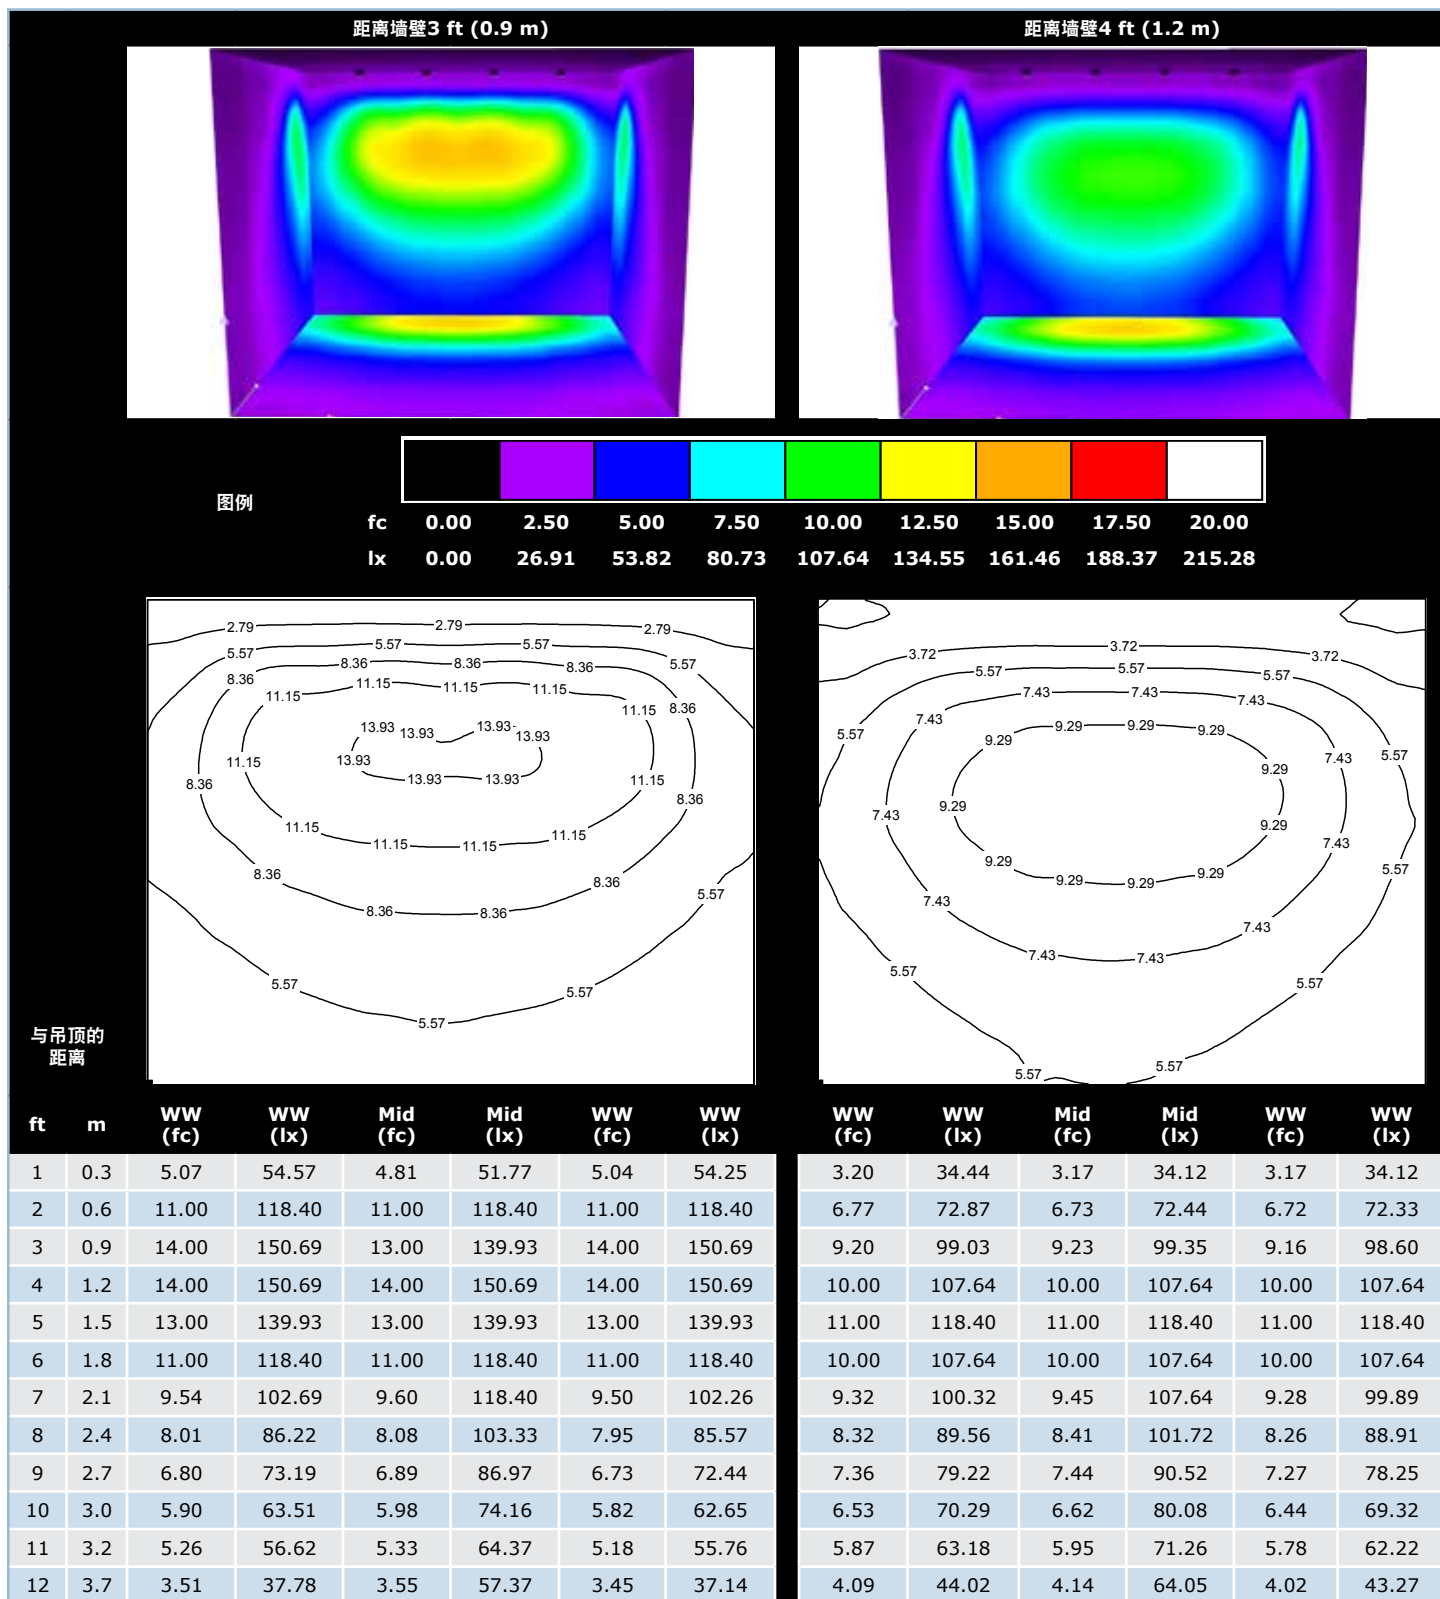 距离墙壁3 ft (0.9 m)
距离墙壁4 ft (1.2 m)
图例
fc 0.00 2.50 5.00 7.50 10.00 12.50 15.00 17.50 20.00
lx 0.00 26.91 53.82 80.73 107.64 134.55 161.46 188.37 215.28
2.79 2.79 2.79
5.57 5.57 5.57 5.57
8.36 8.36 8.36 8.36
11.15 11.15 11.15 11.15 11.15 8.36
13.93 13.93 13.93 13.93
11.15 13.93 13.93 13.93 11.15
8.36 8.36
11.15 11.15 11.15 11.15
8.36 8.36 5.57
8.36 8.36
5.57 5.57
5.57
3.72 3.72 3.72
5.57 5.57 5.57
7.43 7.43 7.43 7.43
5.57 9.29 9.29 9.29 9.29 7.43 5.57
9.29
7.43 9.29 9.29
7.43
9.29 9.29 9.29 9.29 5.57
7.43 7.43
7.43 7.43
5.57 5.57
5.57 5.57
与吊顶的
距离
ft m WW (fc) WW (lx) Mid (fc) Mid (lx) WW (fc) WW (lx) WW (fc) WW (lx) Mid (fc) Mid (lx) WW (fc) WW (lx)
1 0.3 5.07 54.57 4.81 51.77 5.04 54.25 3.20 34.44 3.17 34.12 3.17 34.12
2 0.6 11.00 118.40 11.00 118.40 11.00 118.40 6.77 72.87 6.73 72.44 6.72 72.33
3 0.9 14.00 150.69 13.00 139.93 14.00 150.69 9.20 99.03 9.23 99.35 9.16 98.60
4 1.2 14.00 150.69 14.00 150.69 14.00 150.69 10.00 107.64 10.00 107.64 10.00 107.64
5 1.5 13.00 139.93 13.00 139.93 13.00 139.93 11.00 118.40 11.00 118.40 11.00 118.40
6 1.8 11.00 118.40 11.00 118.40 11.00 118.40 10.00 107.64 10.00 107.64 10.00 107.64
7 2.1 9.54 102.69 9.60 118.40 9.50 102.26 9.32 100.32 9.45 107.64 9.28 99.89
8 2.4 8.01 86.22 8.08 103.33 7.95 85.57 8.32 89.56 8.41 101.72 8.26 88.91
9 2.7 6.80 73.19 6.89 86.97 6.73 72.44 7.36 79.22 7.44 90.52 7.27 78.25
10 3.0 5.90 63.51 5.98 74.16 5.82 62.65 6.53 70.29 6.62 80.08 6.44 69.32
11 3.2 5.26 56.62 5.33 64.37 5.18 55.76 5.87 63.18 5.95 71.26 5.78 62.22
12 3.7 3.51 37.78 3.55 57.37 3.45 37.14 4.09 44.02 4.14 64.05 4.02 43.27